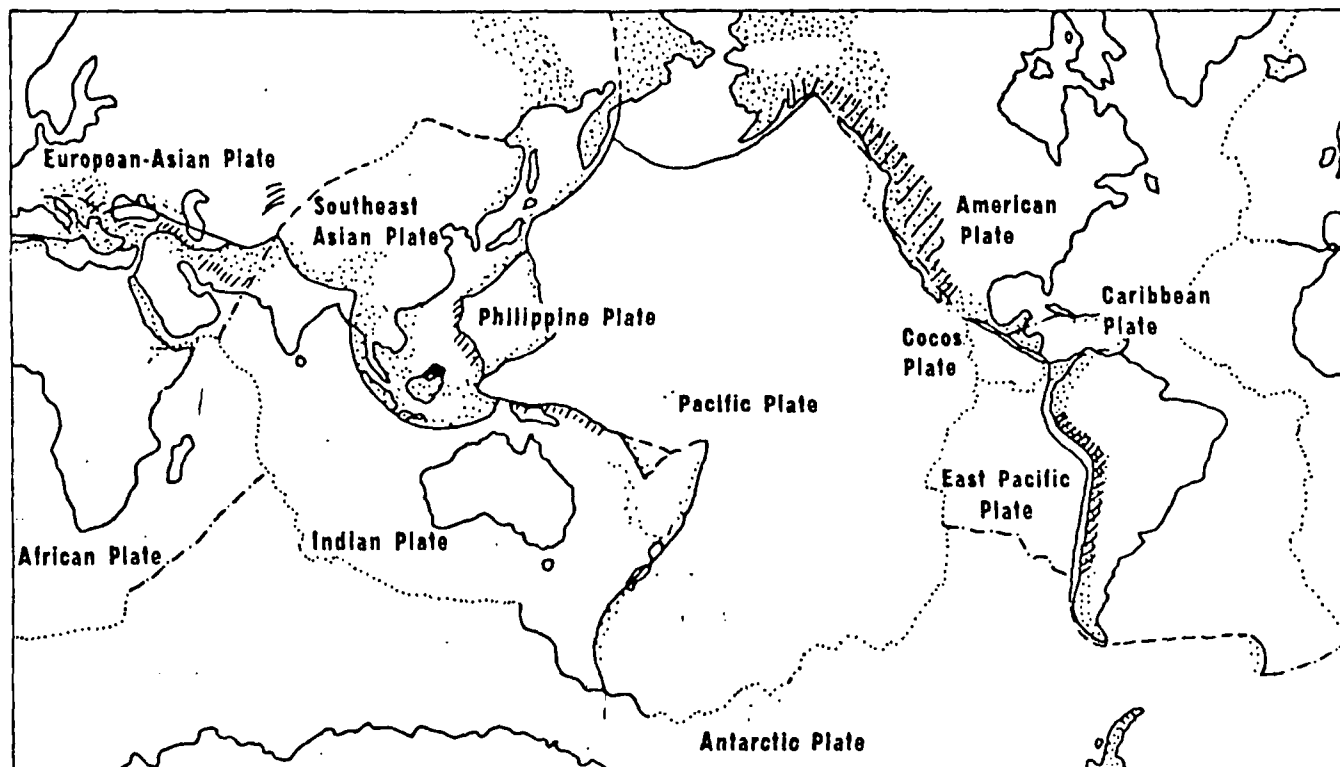 European-Asian Plate
Southeast
Asian Plate
American
Plate
Philippine Plate
Caribbean
Plate
Cocos
Plate
Pacific Plate
East Pacific
Plate
African Plate
Indian Plate
Antarctic Plate